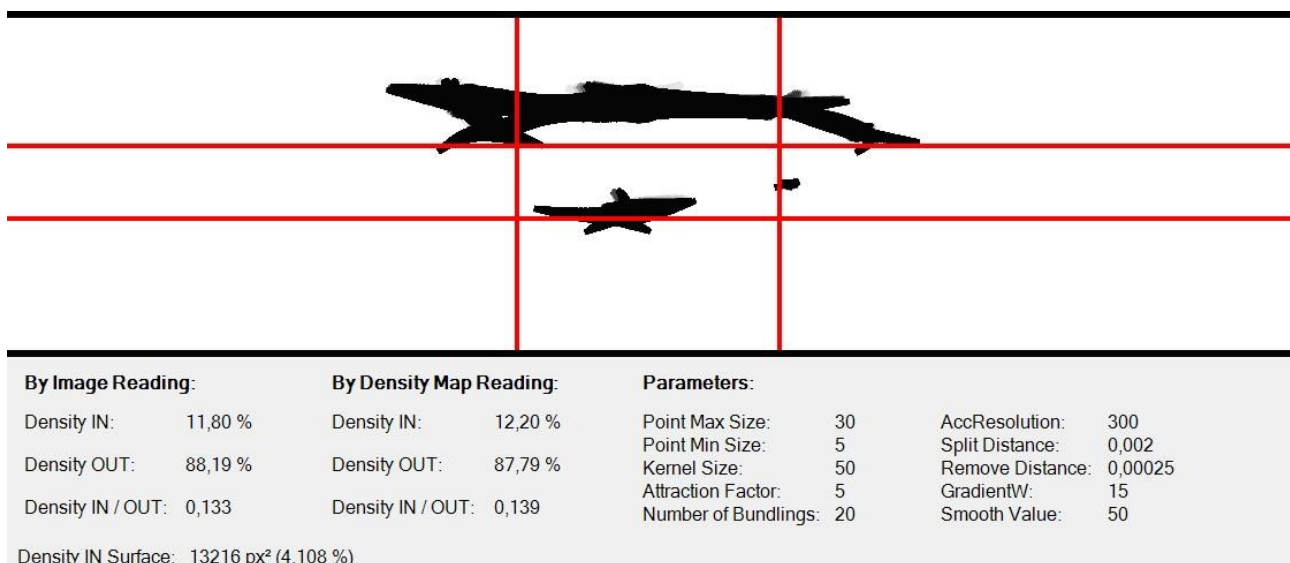 By Image Reading:
Density IN: 11,80 %
Density OUT: 88,19 %
Density IN / OUT: 0,133
By Density Map Reading:
Density IN: 12,20 %
Density OUT: 87,79 %
Density IN / OUT: 0,139
Parameters:
Point Max Size: 30
Point Min Size: 5
Kernel Size: 50
Attraction Factor: 5
Number of Bundlings: 20
AccResolution: 300
Split Distance: 0,002
Remove Distance: 0,00025
GradientW: 15
Smooth Value: 50
Density IN Surface: 13216 px² (4,108 %)